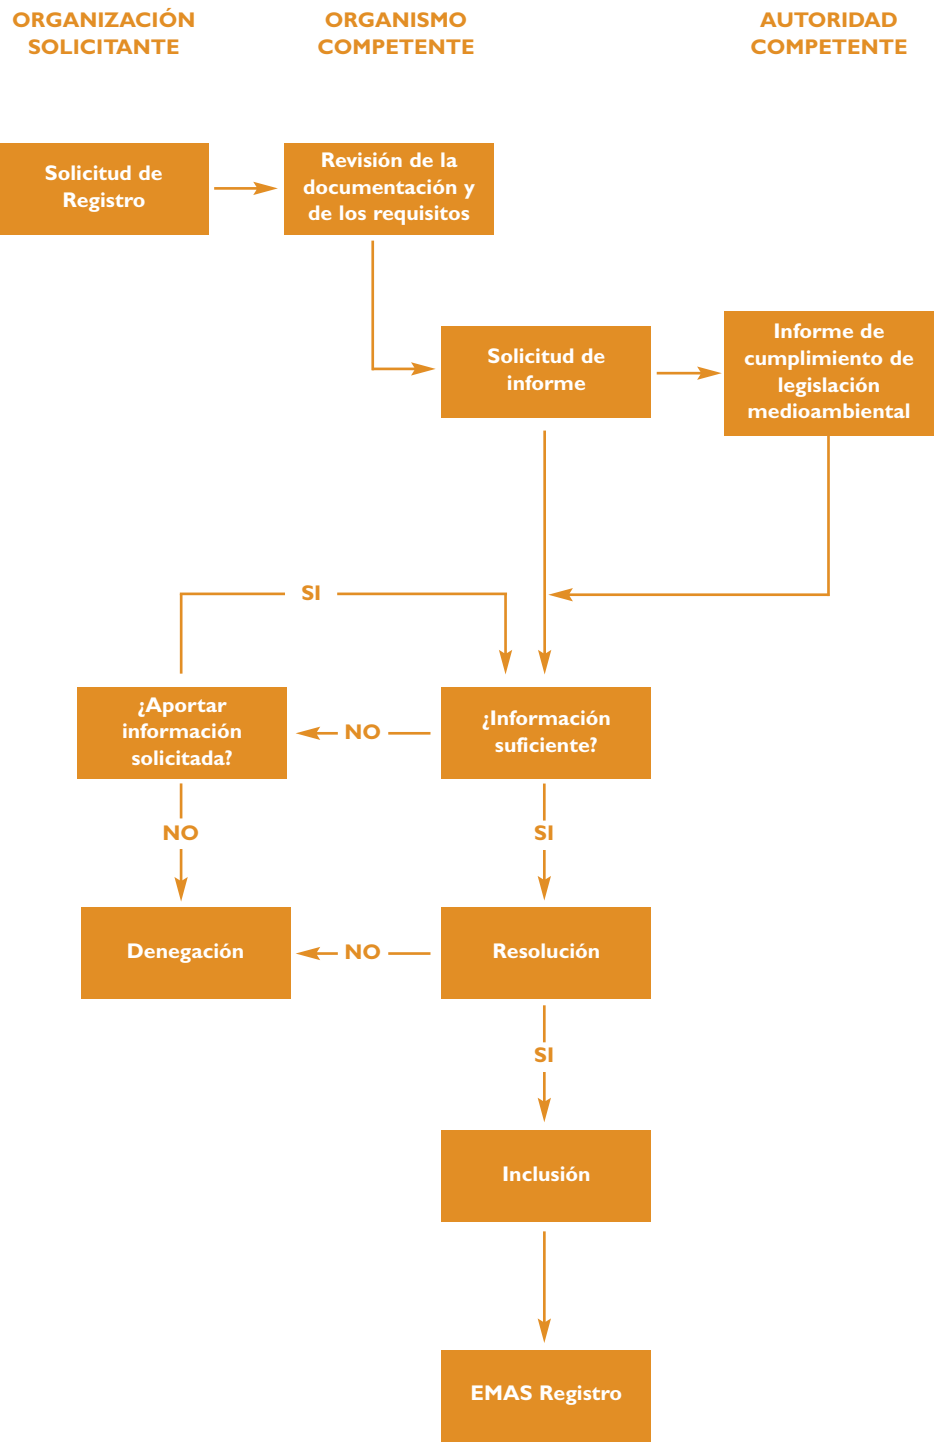 ORGANIZACIÓN
SOLICITANTE
ORGANISMO
COMPETENTE
AUTORIDAD
COMPETENTE
Solicitud de
Registro
Revisión de la
documentación y
de los requisitos
Solicitud de
informe
Informe de
cumplimiento de
legislación
medioambiental
SI
¿Aportar
información
solicitada?
NO
¿Información
suficiente?
NO
SI
Denegación
NO
Resolución
SI
Inclusión
EMAS Registro